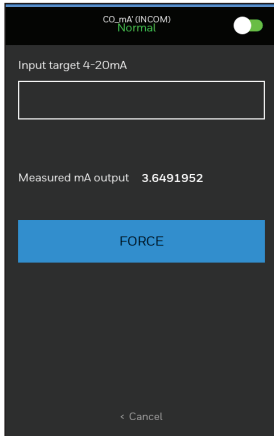 CO_mA' (INCOM)
Normal
Input target 4-20mA
Measured mA output 3.6491952
FORCE
< Cancel